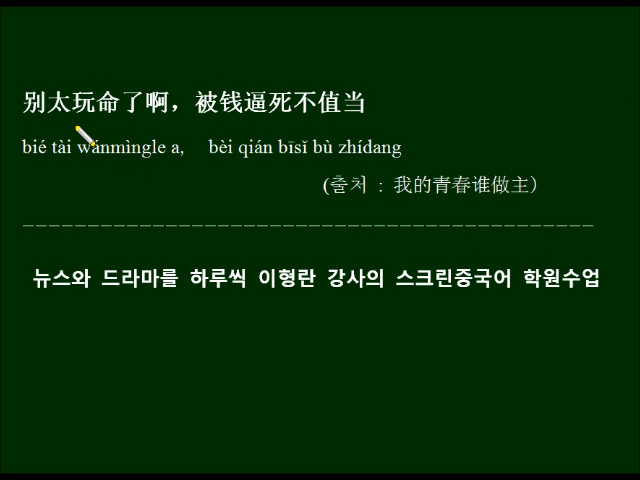 别太玩命了啊，被钱逼死不值当
bié tài wánmìngle a, bèi qián bīsǐ bù zhídang
(출처 : 我的青春谁做主)
뉴스와 드라마를 하루씩 이형란 강사의 스크린중국어 학원수업